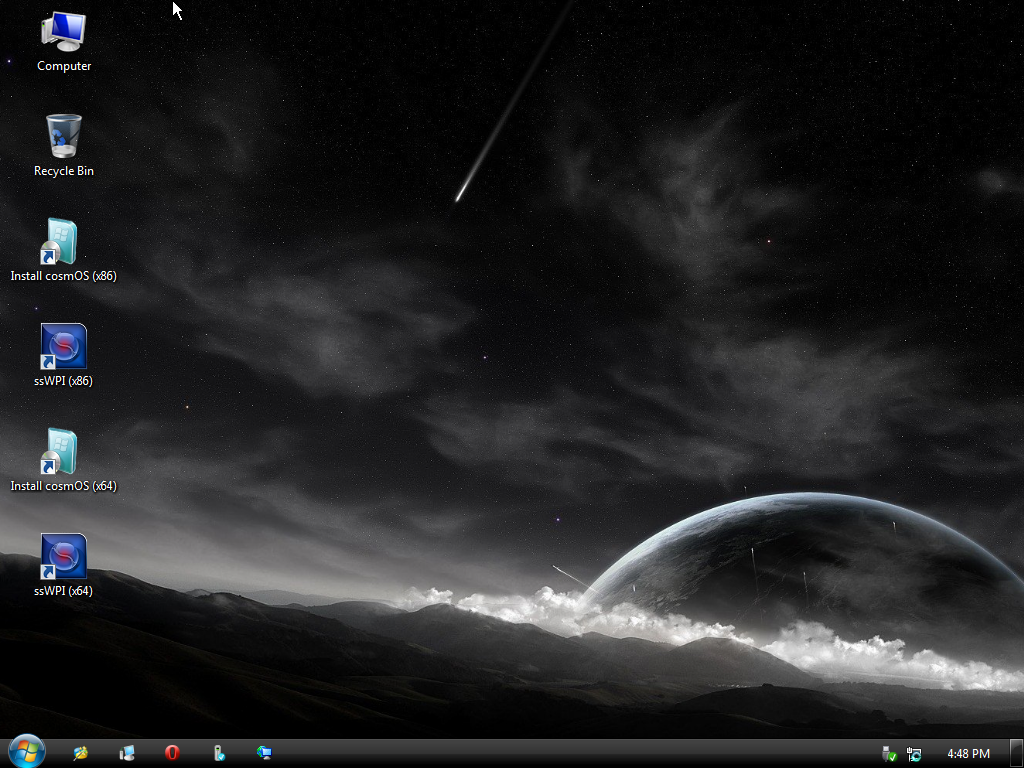 Computer
Recycle Bin
Install cosmOS (x86)
ssWPI (x86)
Install cosmOS (x64)
ssWPI (x64)
4:48 PM